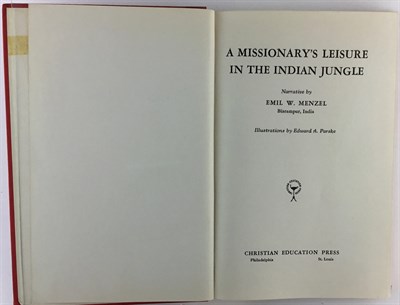 A MISSIONARY'S LEISURE
IN THE INDIAN JUNGLE
Narrative by
EMIL W. MENZEL
Bisrampur, India
Illustrations by Edward A. Parske
CHRISTIAN EDUCATION PRESS
Philadelphia St. Louis